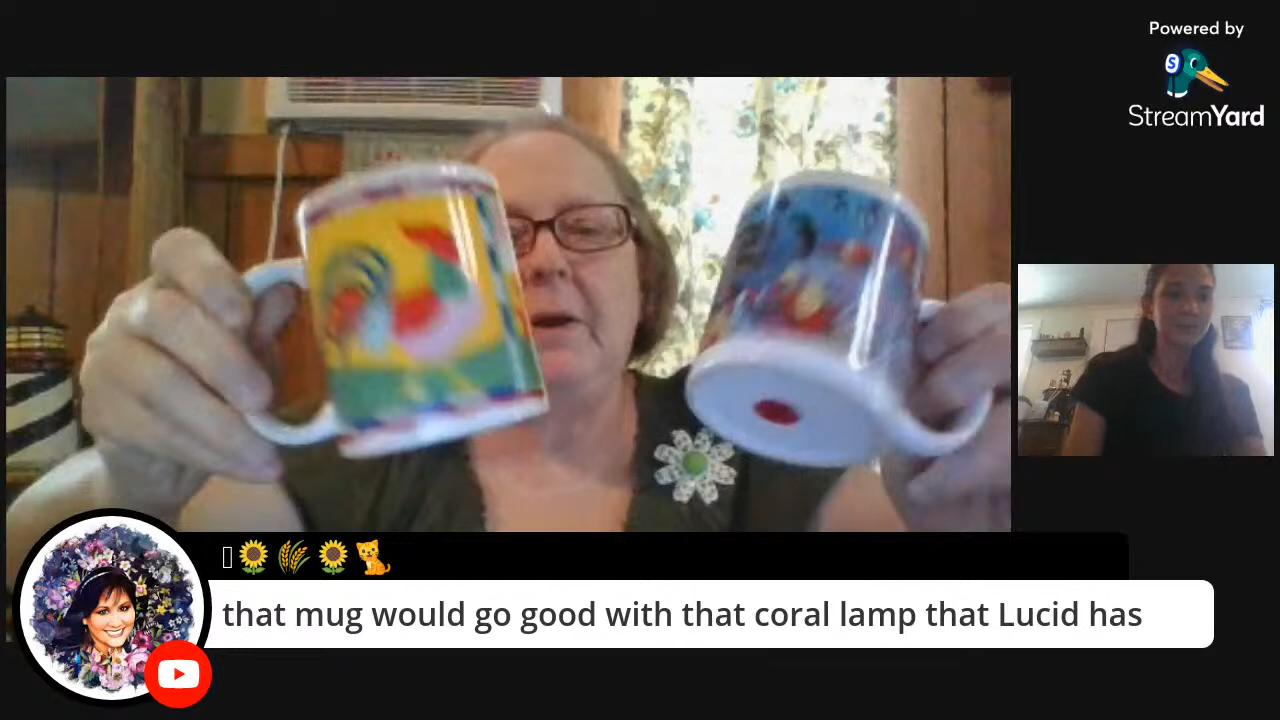 Powered by
StreamYard
that mug would go good with that coral lamp that Lucid has